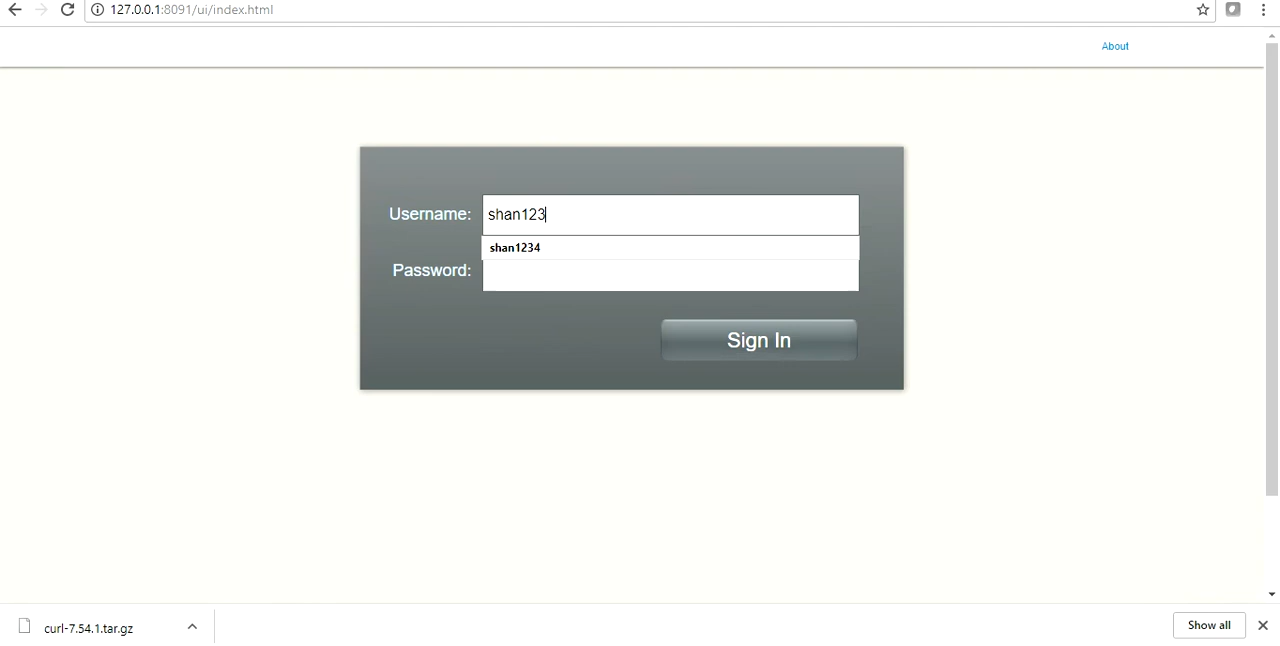 127.0.0.1:8091/ui/index.html
About
Username: shan123
shan1234
Password:
Sign In
curl-7.54.1.tar.gz
Show all